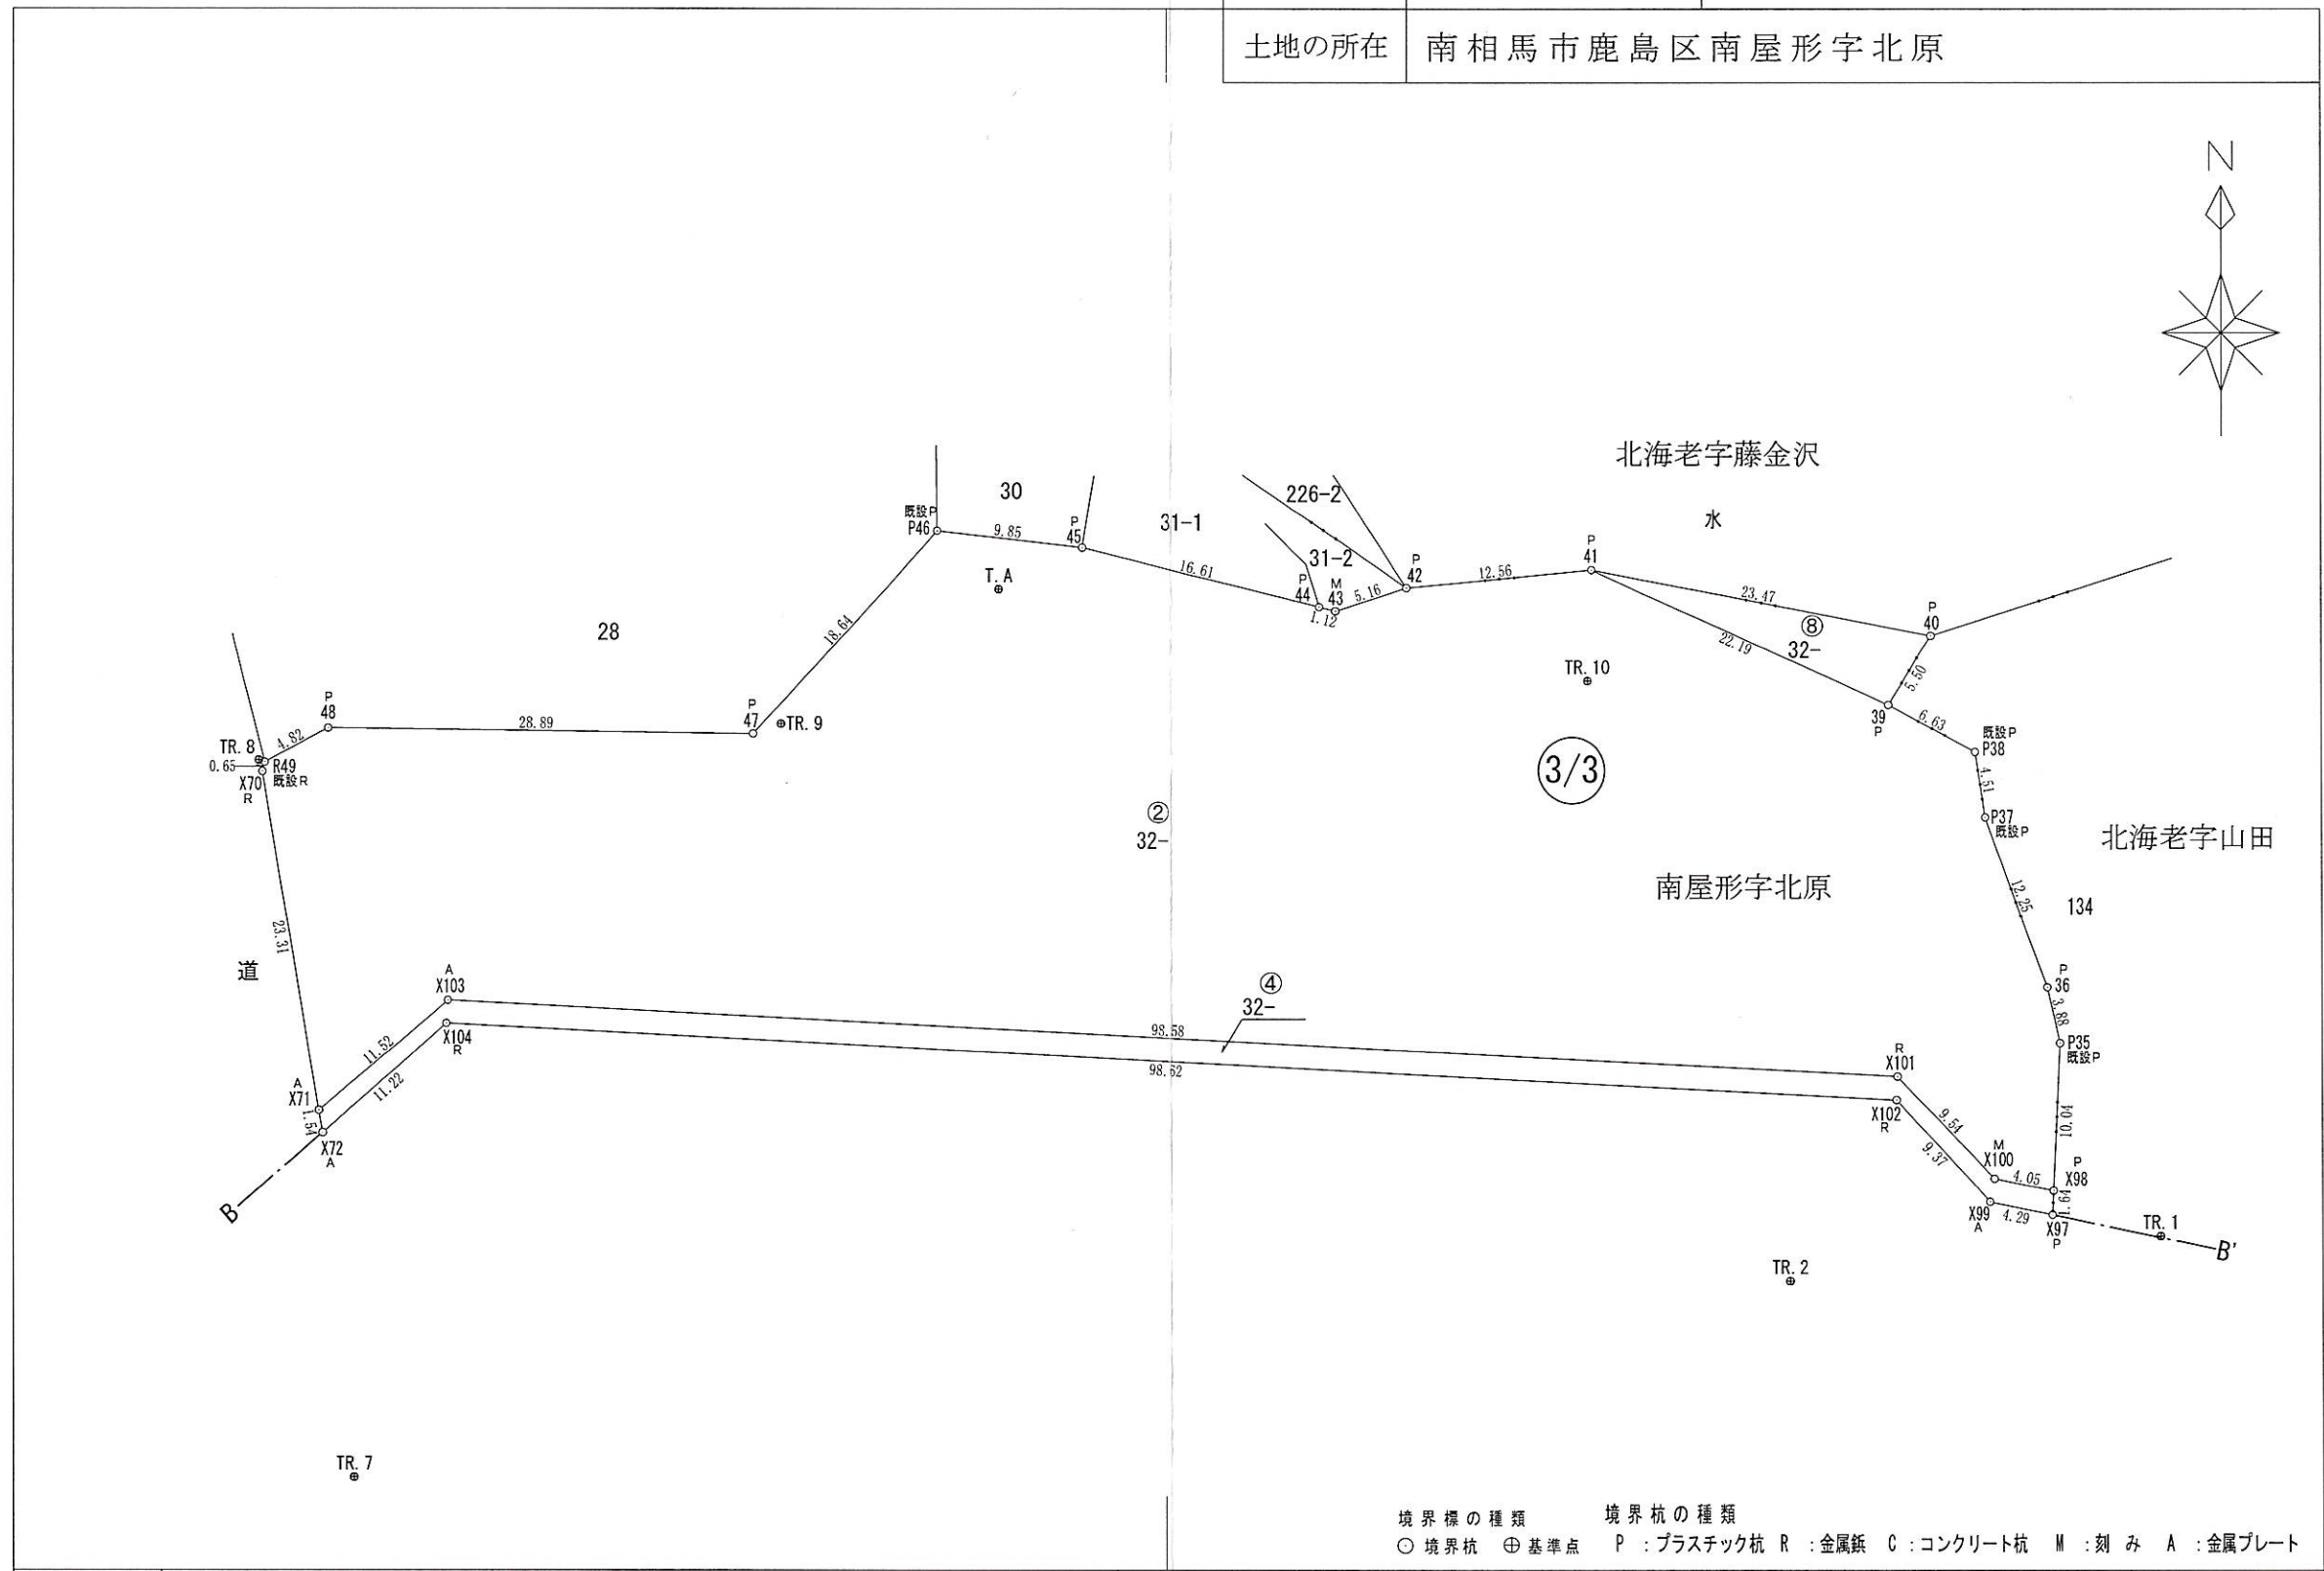 土地の所在 南相馬市鹿島区南屋形字北原
N
北海老字藤金沢
水
30
226-2
31-1
31-2
既設P
P46
9.85
P
45
16.61
P
44
M
43
1.12
5.16
P
42
12.56
P
41
23.47
P
40
⑧
32-
22.19
5.50
39
P
6.63
既設P
P38
4.51
P37
既設P
T.A
TR.10
28
18.64
P
47
TR.9
P
48
28.89
4.82
TR.8
0.65
R49
既設R
X70
R
3/3
②
32-
北海老字山田
南屋形字北原
134
12.25
P
36
3.88
P35
既設P
23.31
道
A
X103
X104
R
11.52
11.22
④
32-
98.58
98.62
R
X101
X102
R
9.54
9.37
10.04
M
X100
4.05
P
X98
1.64
X99
A
4.29
X97
P
TR.1
B'
A
X71
1.54
X72
A
B
TR.2
TR.7
境界標の種類 境界杭の種類
⊙ 境界杭 ⊕ 基準点 P :プラスチック杭 R :金属鋲 C :コンクリート杭 M :刻み A :金属プレート